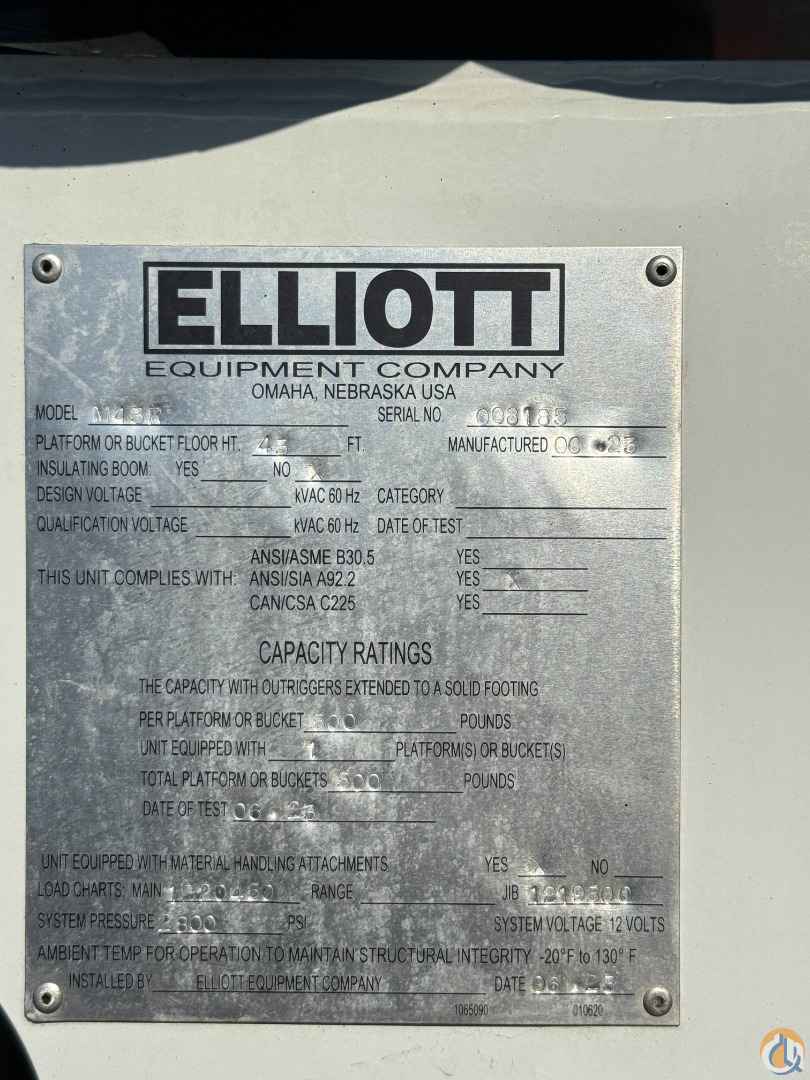 ELLIOTT
EQUIPMENT COMPANY
OMAHA, NEBRASKA USA
MODEL M43R SERIAL NO
PLATFORM OR BUCKET FLOOR HT. 43 FT. MANUFACTURED
INSULATING BOOM: YES NO X
DESIGN VOLTAGE kVAC 60 Hz CATEGORY
QUALIFICATION VOLTAGE kVAC 60 Hz DATE OF TEST
ANSI/ASME B30.5 YES
THIS UNIT COMPLIES WITH: ANSI/SIA A92.2 YES X
CAN/CSA C225 YES
CAPACITY RATINGS
THE CAPACITY WITH OUTRIGGERS EXTENDED TO A SOLID FOOTING
PER PLATFORM OR BUCKET POUNDS
UNIT EQUIPPED WITH 1 PLATFORM(S) OR BUCKET(S)
TOTAL PLATFORM OR BUCKETS POUNDS
DATE OF TEST 06.23
UNIT EQUIPPED WITH MATERIAL HANDLING ATTACHMENTS YES X NO
LOAD CHARTS: MAIN RANGE JIB
SYSTEM PRESSURE PSI SYSTEM VOLTAGE 12 VOLTS
AMBIENT TEMP FOR OPERATION TO MAINTAIN STRUCTURAL INTEGRITY -20°F to 130° F
INSTALLED BY ELLIOTT EQUIPMENT COMPANY DATE 06.23
1065090 010620